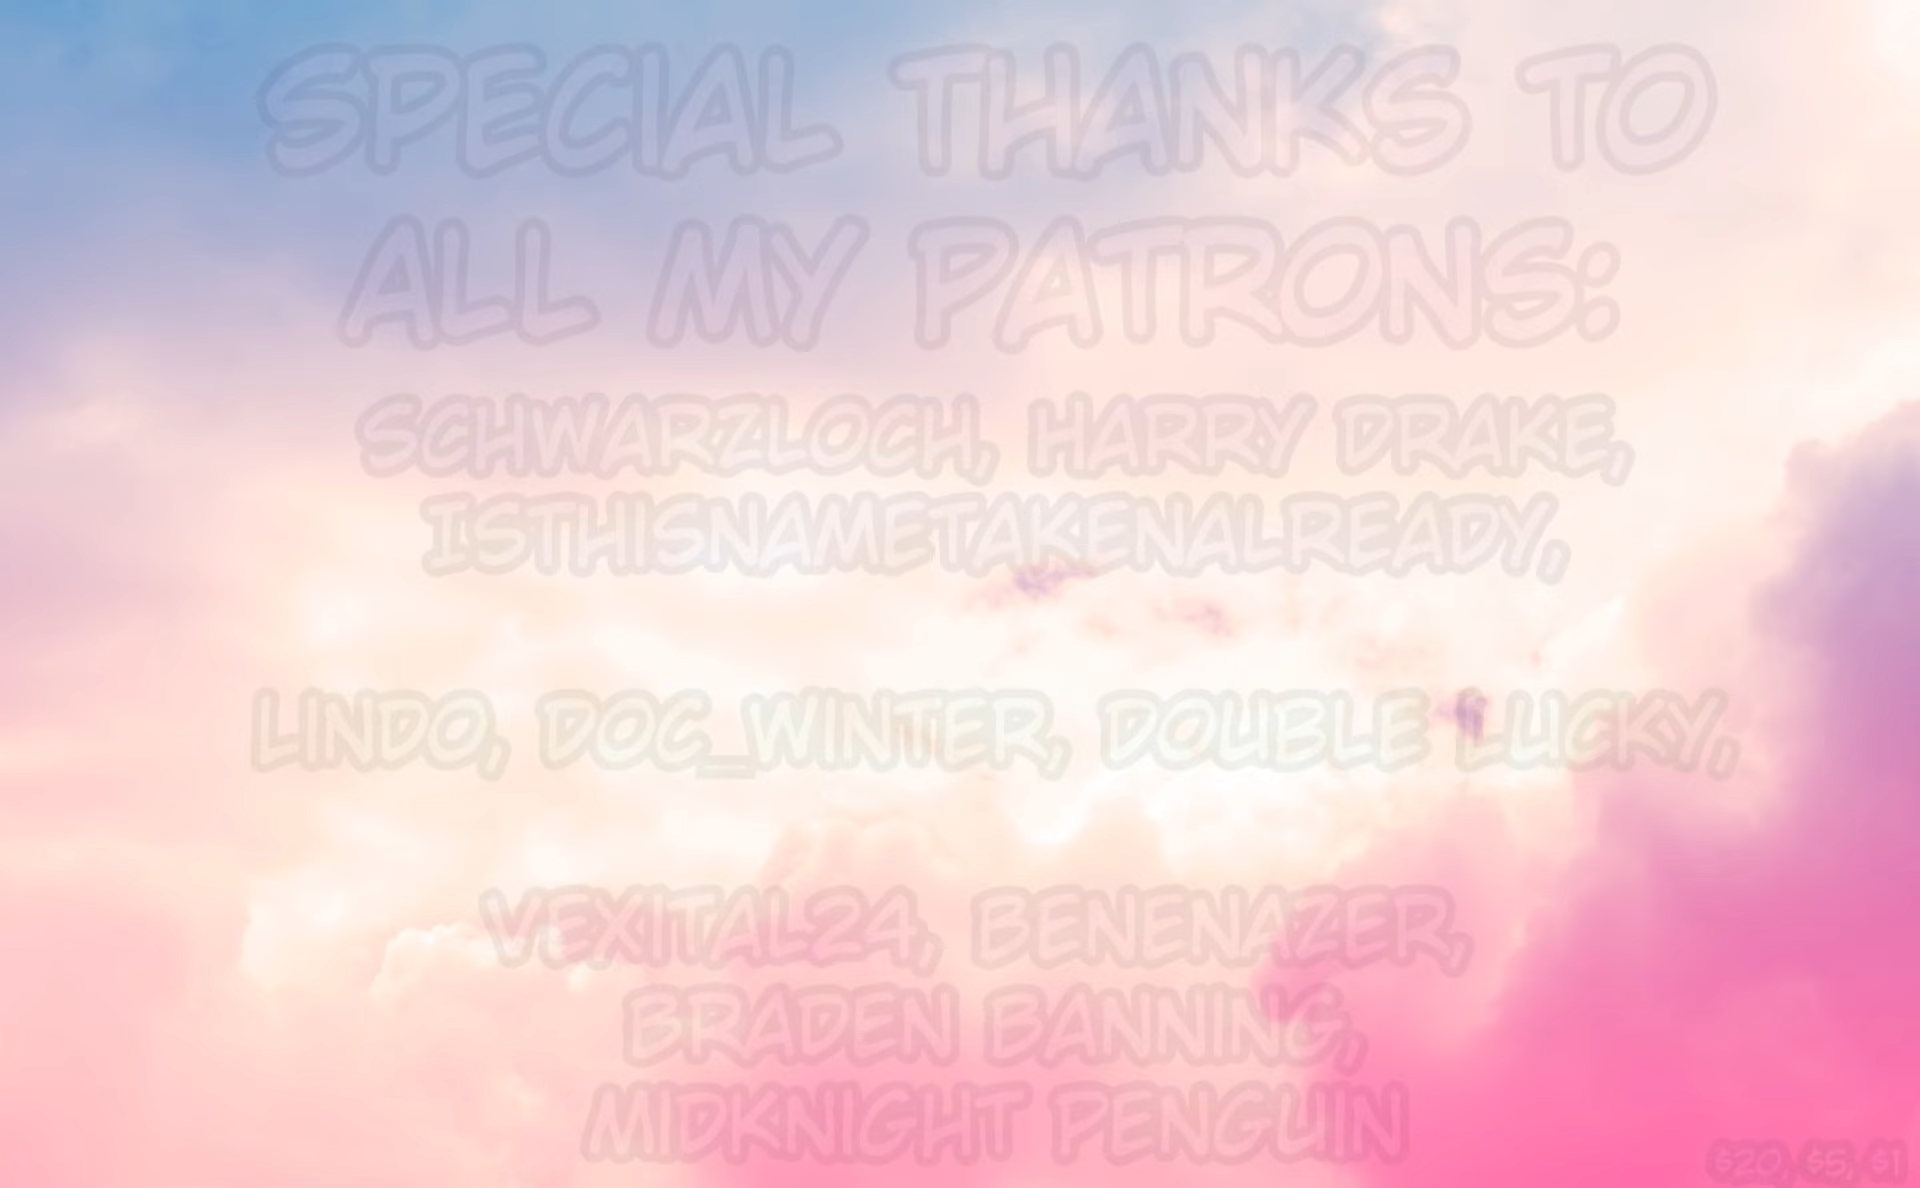 SPECIAL THANKS TO
ALL MY PATRONS:
SCHWARZLOCH, HARRY DRAKE,
ISTHISNAMETAKENALREADY,
LINDO, DOC_WINTER, DOUBLE LUCKY,
VEXITAL24, BENENAZER,
BRADEN BANNING,
MIDKNIGHT PENGUIN
$20, $5, $1